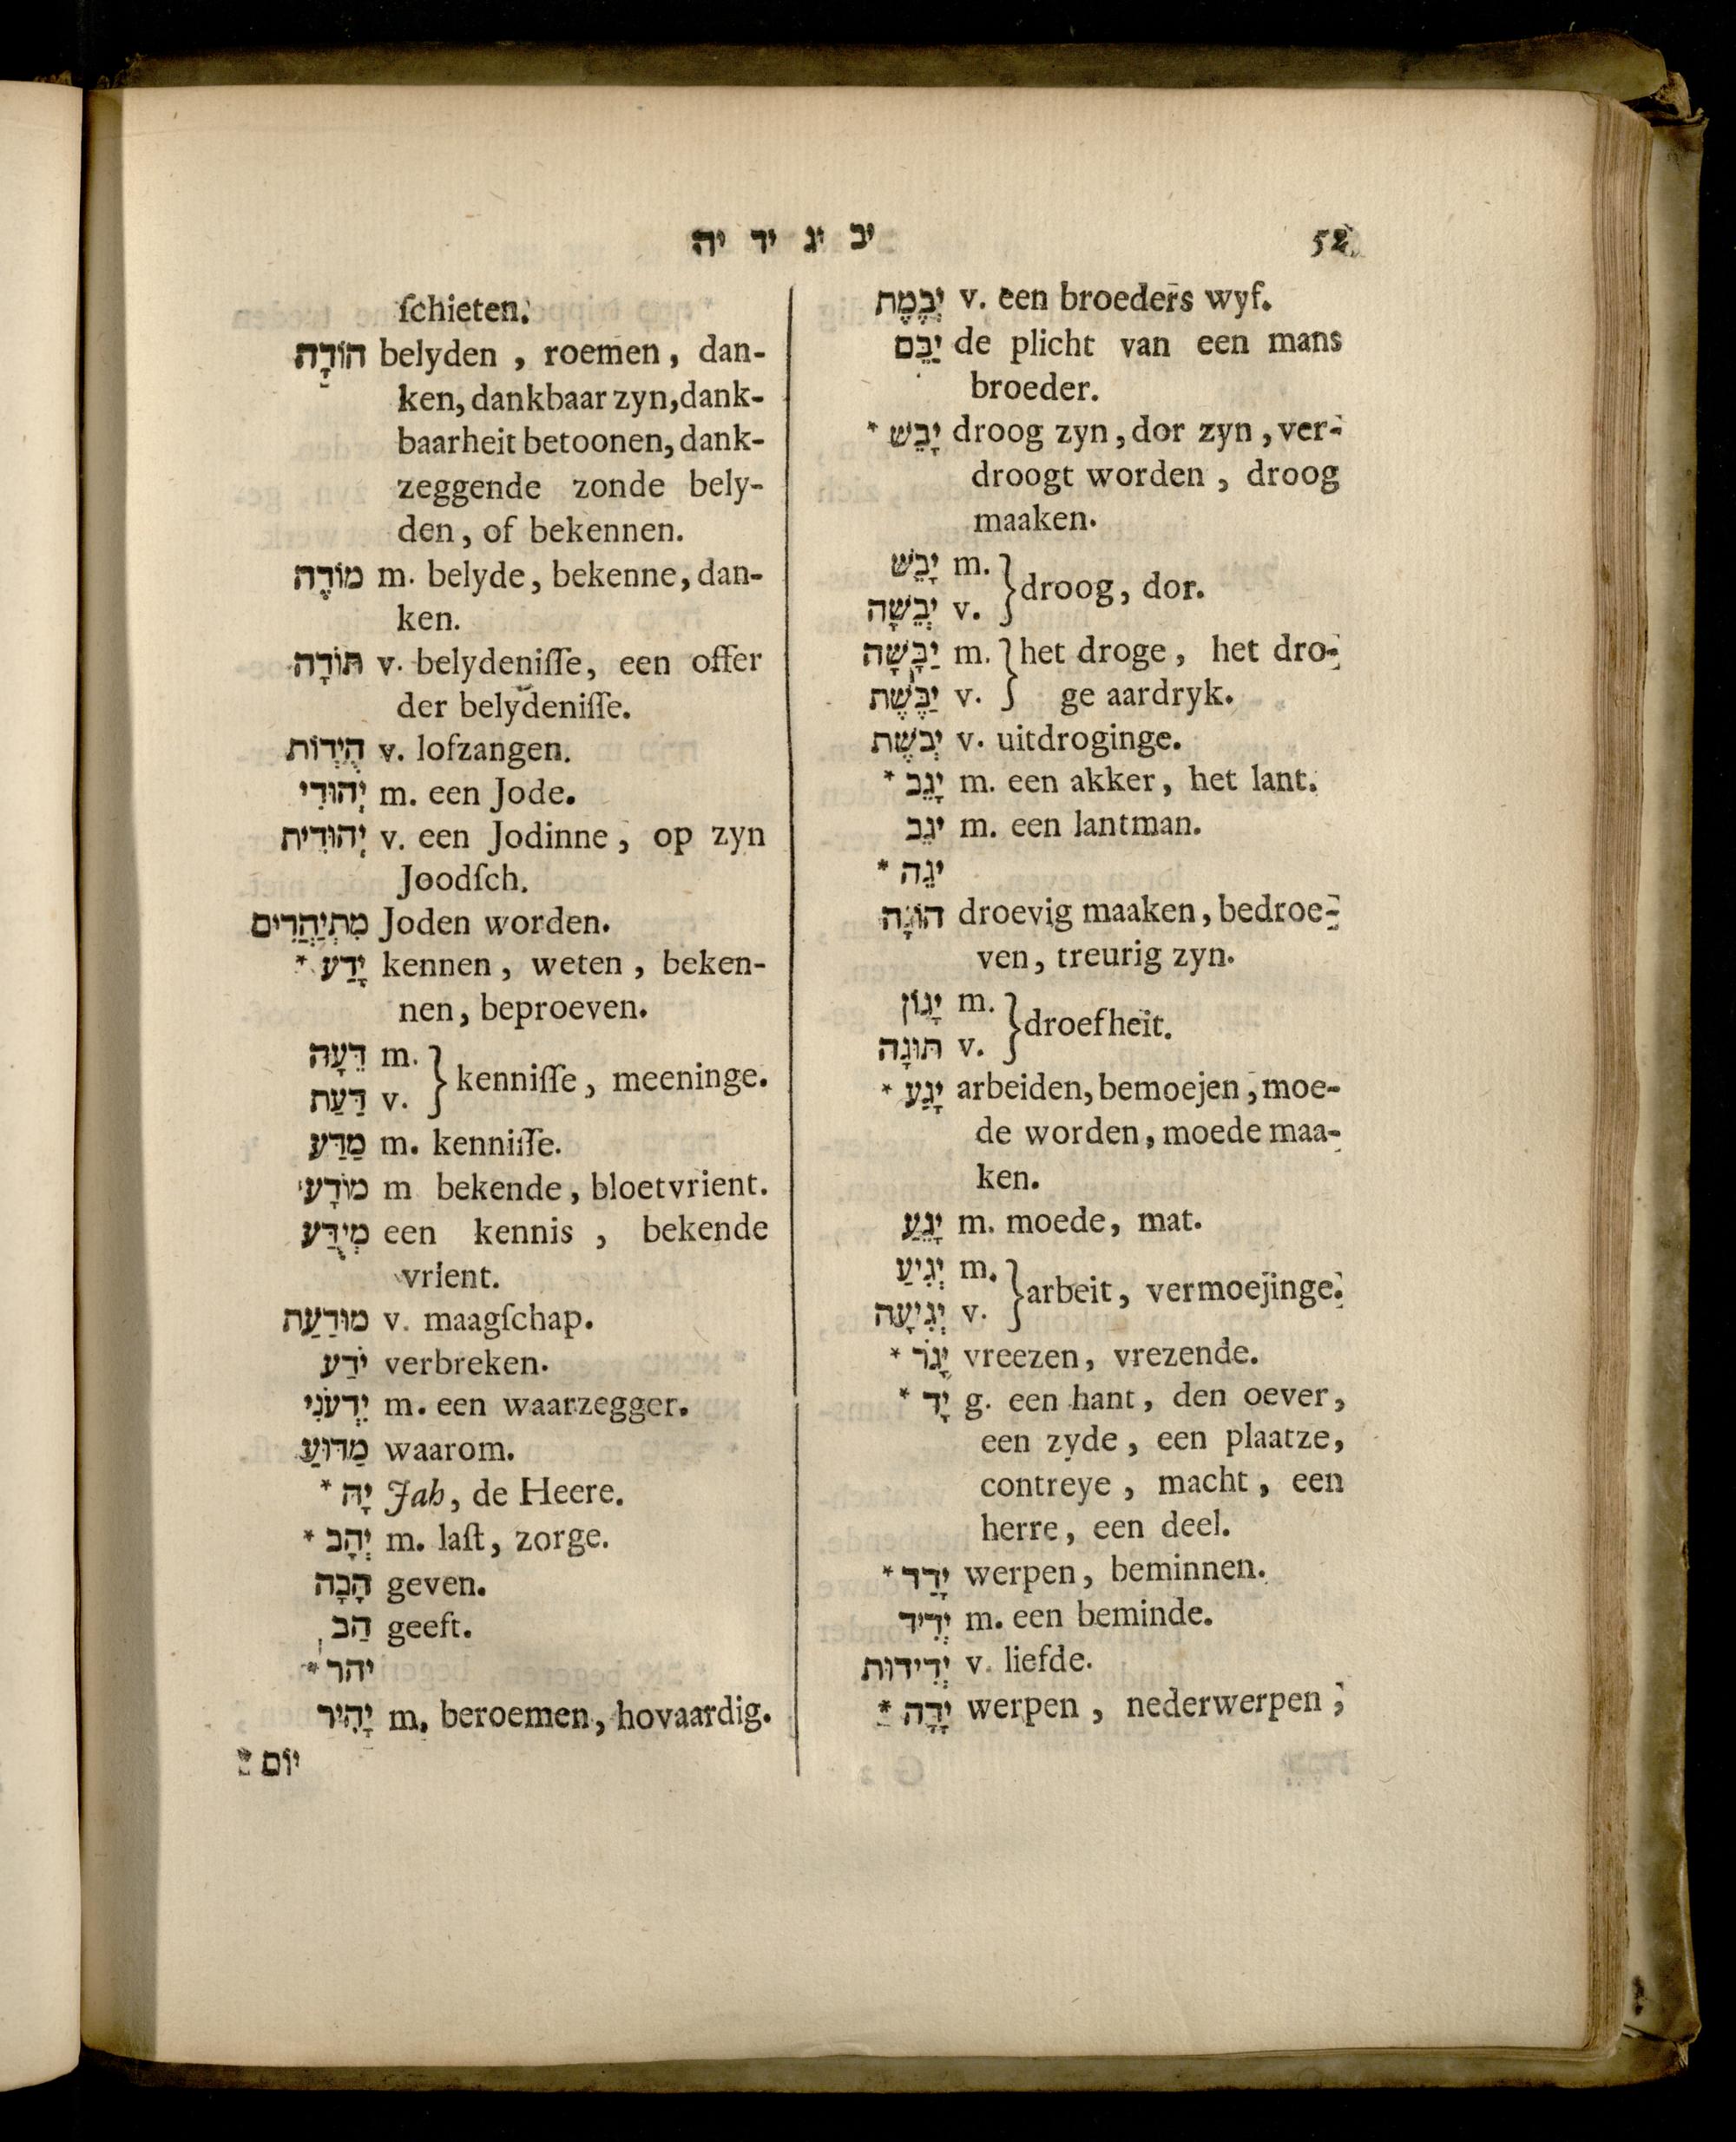 יב יג יד יה 52
יְבֶמֶת v. een broeders wyf.
יַבֵּם de plicht van een mans
broeder.
* יָבֵשׁ droog zyn, dor zyn, ver-
droogt worden, droog
maaken.
יָבֵשׁ m.
יְבֵשָׁה v. } droog, dor.
יַבָּשָׁה m. } het droge, het dro-
יַבֶּשֶׁת v. } ge aardryk.
יְבֹשֶׁת v. uitdroginge.
* יָגֵב m. een akker, het lant.
יֹגֵב m. een lantman.
* יגה
הוֹגָה droevig maaken, bedroe-
ven, treurig zyn.
יָגוֹן m.
תּוּגָה v. } droefheit.
* יָגַע arbeiden, bemoejen, moe-
de worden, moede maa-
ken.
יָגֵעַ m. moede, mat.
יְגִיעַ m.
יְגִיעָה v. } arbeit, vermoejinge.
* יָגֹר vreezen, vrezende.
* יָד g. een hant, den oever,
een zyde, een plaatze,
contreye, macht, een
herre, een deel.
* יָדַד werpen, beminnen.
יְדִיד m. een beminde.
יְדִידוּת v. liefde.
* יָדָה werpen, nederwerpen,
ſchieten.
הוֹדָה belyden, roemen, dan-
ken, dankbaar zyn, dank-
baarheit betoonen, dank-
zeggende zonde bely-
den, of bekennen.
מוֹדֶה m. belyde, bekenne, dan-
ken.
תּוֹדָה v. belydeniſſe, een offer
der belydeniſſe.
הֻיְּדוֹת v. lofzangen.
יְהוּדִי m. een Jode.
יְהוּדִית v. een Jodinne, op zyn
Joodſch.
מִתְיַהֲדִים Joden worden.
* יָדַע kennen, weten, beken-
nen, beproeven.
דֵּעָה m.
דַּעַת v. } kenniſſe, meeninge.
מַדַּע m. kenniſſe.
מוֹדָע m bekende, bloetvrient.
מְיֻדַּע een kennis, bekende
vrient.
מוֹדַעַת v. maagſchap.
יֹדַע verbreken.
יִדְעֹנִי m. een waarzegger.
מַדּוּעַ waarom.
* יָהּ Jah, de Heere.
* יְהָב m. laſt, zorge.
הָבָה geven.
הַב geeft.
* יהר
יָהִיר m. beroemen, hovaardig.
* יוֹם